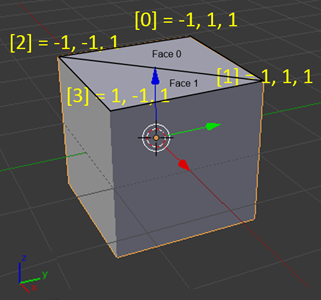 [0] = -1, 1, 1
[2] = -1, -1. 1
Face 0
[1] = 1, 1, 1
Face 1
[3] = 1, -1, 1
z
y
x